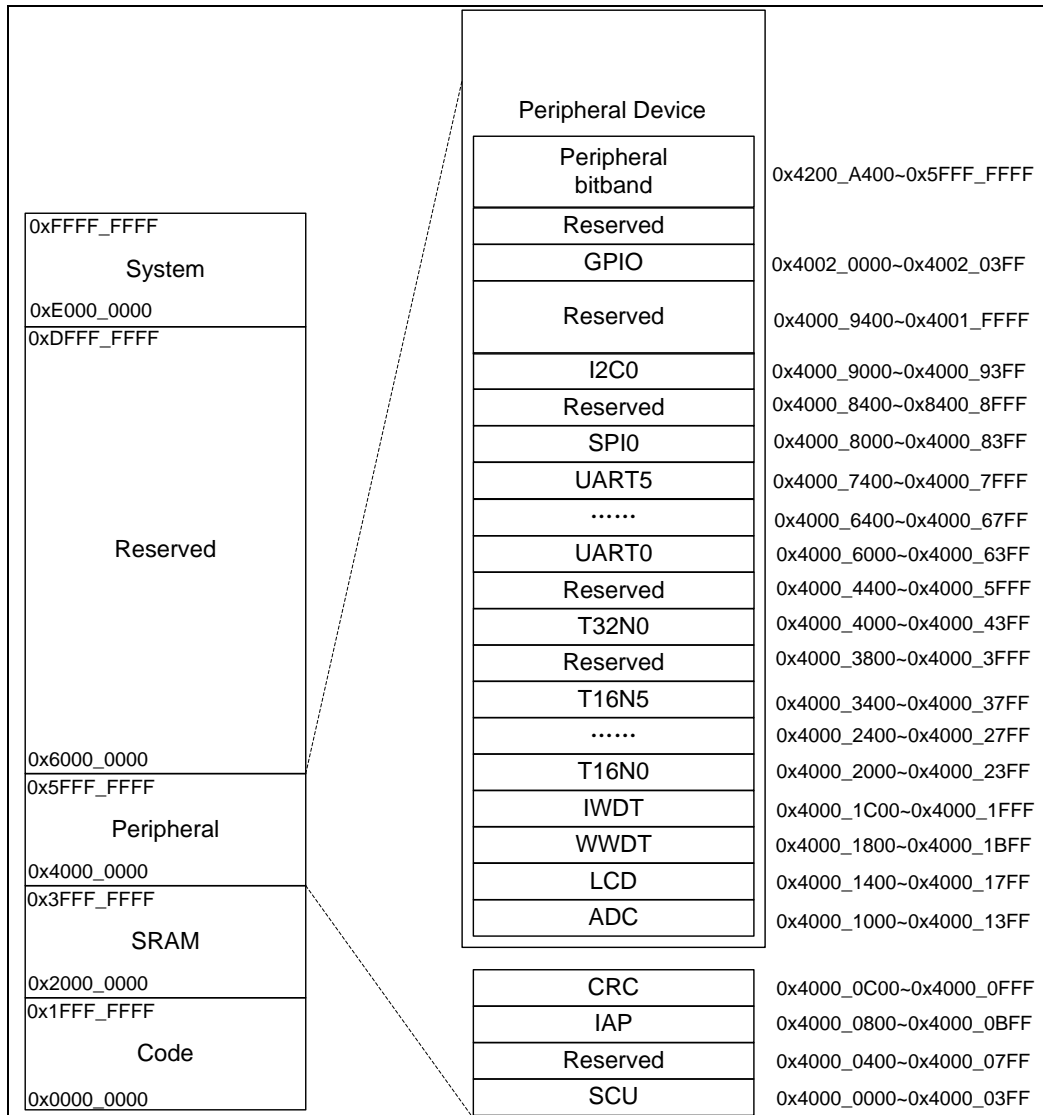 0xFFFF_FFFF
System
0xE000_0000
0xDFFF_FFFF
Reserved
0x6000_0000
0x5FFF_FFFF
Peripheral
0x4000_0000
0x3FFF_FFFF
SRAM
0x2000_0000
0x1FFF_FFFF
Code
0x0000_0000
Peripheral Device
Peripheral
bitband
0x4200_A400~0x5FFF_FFFF
Reserved
GPIO
0x4002_0000~0x4002_03FF
Reserved
0x4000_9400~0x4001_FFFF
I2C0
0x4000_9000~0x4000_93FF
Reserved
0x4000_8400~0x8400_8FFF
SPI0
0x4000_8000~0x4000_83FF
UART5
0x4000_7400~0x4000_7FFF
······
0x4000_6400~0x4000_67FF
UART0
0x4000_6000~0x4000_63FF
Reserved
0x4000_4400~0x4000_5FFF
T32N0
0x4000_4000~0x4000_43FF
Reserved
0x4000_3800~0x4000_3FFF
T16N5
0x4000_3400~0x4000_37FF
······
0x4000_2400~0x4000_27FF
T16N0
0x4000_2000~0x4000_23FF
IWDT
0x4000_1C00~0x4000_1FFF
WWDT
0x4000_1800~0x4000_1BFF
LCD
0x4000_1400~0x4000_17FF
ADC
0x4000_1000~0x4000_13FF
CRC
0x4000_0C00~0x4000_0FFF
IAP
0x4000_0800~0x4000_0BFF
Reserved
0x4000_0400~0x4000_07FF
SCU
0x4000_0000~0x4000_03FF